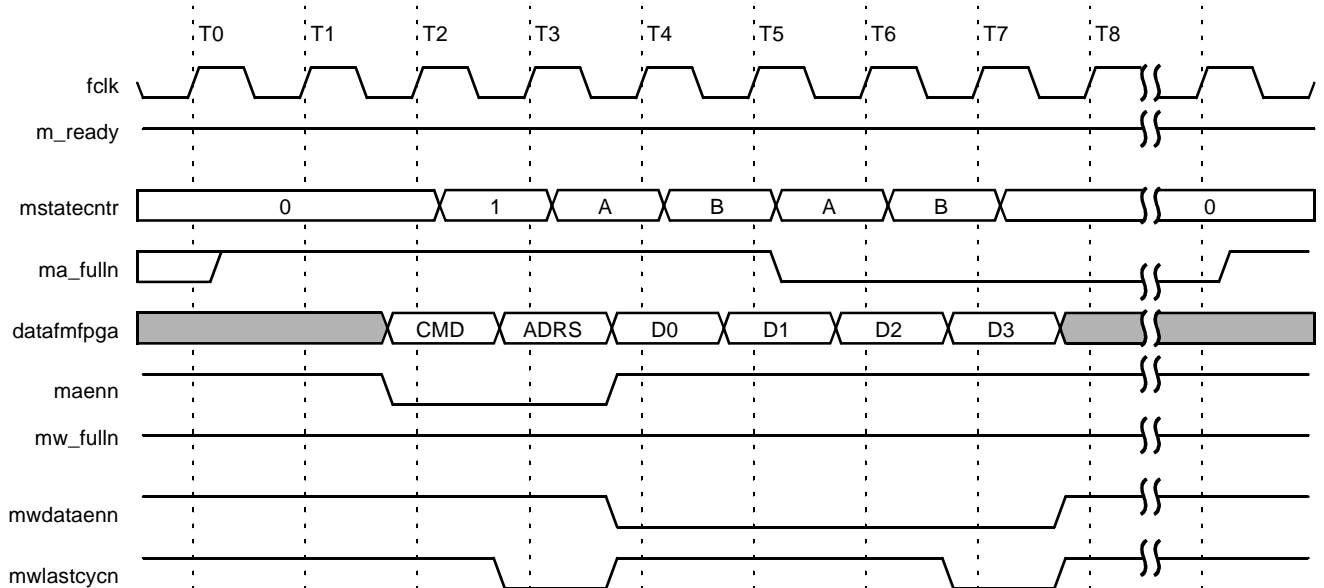 T0 T1 T2 T3 T4 T5 T6 T7 T8
fclk
m_ready
mstatecntr 0 1 A B A B 0
ma_fulln
datafmfpga CMD ADRS D0 D1 D2 D3
maenn
mw_fulln
mwdataenn
mwlastcycn